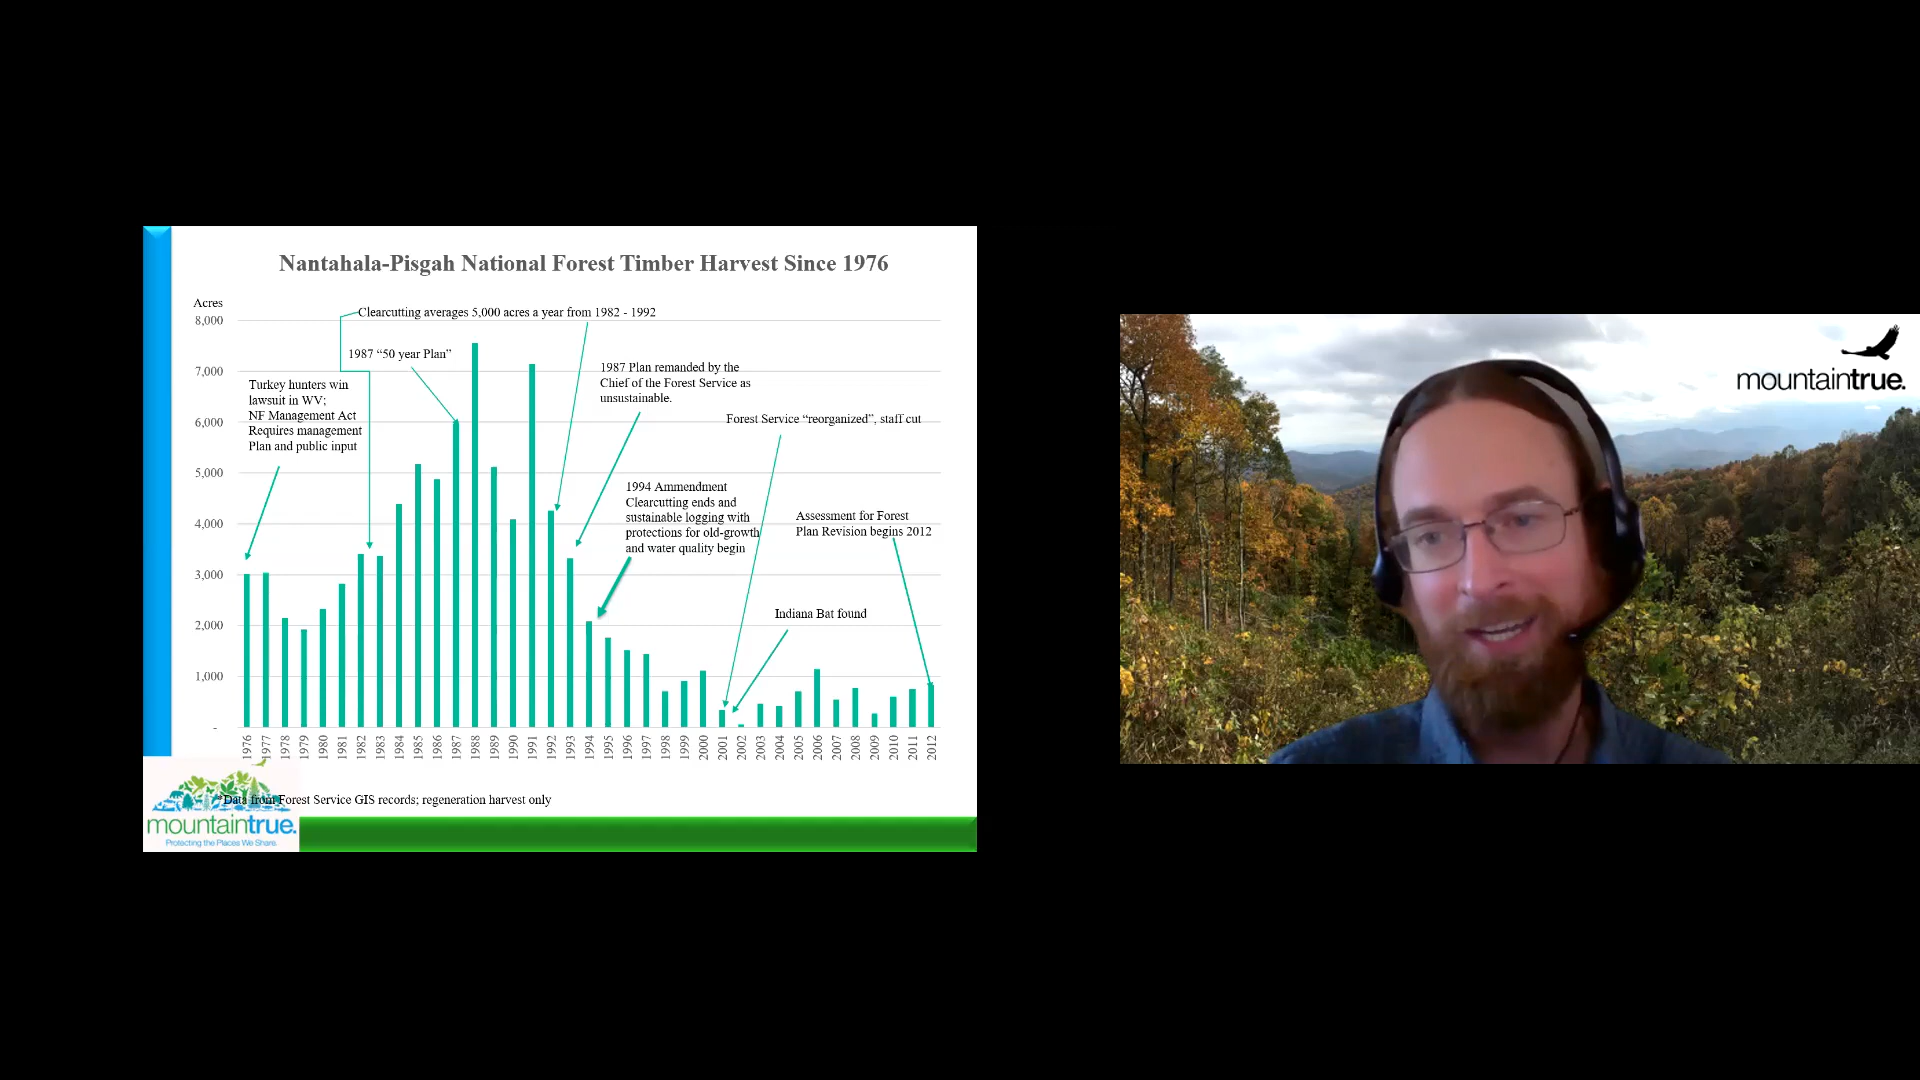 Nantahala-Pisgah National Forest Timber Harvest Since 1976
Acres
8,000
7,000
6,000
5,000
4,000
3,000
2,000
1,000
-
Clearcutting averages 5,000 acres a year from 1982 - 1992
1987 “50 year Plan”
Turkey hunters win
lawsuit in WV;
NF Management Act
Requires management
Plan and public input
1987 Plan remanded by the
Chief of the Forest Service as
unsustainable.
Forest Service “reorganized”, staff cut
1994 Ammendment
Clearcutting ends and
sustainable logging with
protections for old-growth
and water quality begin
Assessment for Forest
Plan Revision begins 2012
Indiana Bat found
1976 1977 1978 1979 1980 1981 1982 1983 1984 1985 1986 1987 1988 1989 1990 1991 1992 1993 1994 1995 1996 1997 1998 1999 2000 2001 2002 2003 2004 2005 2006 2007 2008 2009 2010 2011 2012
*Data from Forest Service GIS records; regeneration harvest only
mountaintrue.
Protecting the Places We Share.
mountaintrue.